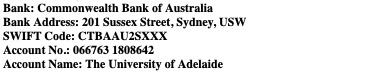 Bank: Commonwealth Bank of Australia
Bank Address: 201 Sussex Street, Sydney, USW
SWIFT Code: CTBAAU2SXXX
Account No.: 066763 1808642
Account Name: The University of Adelaide